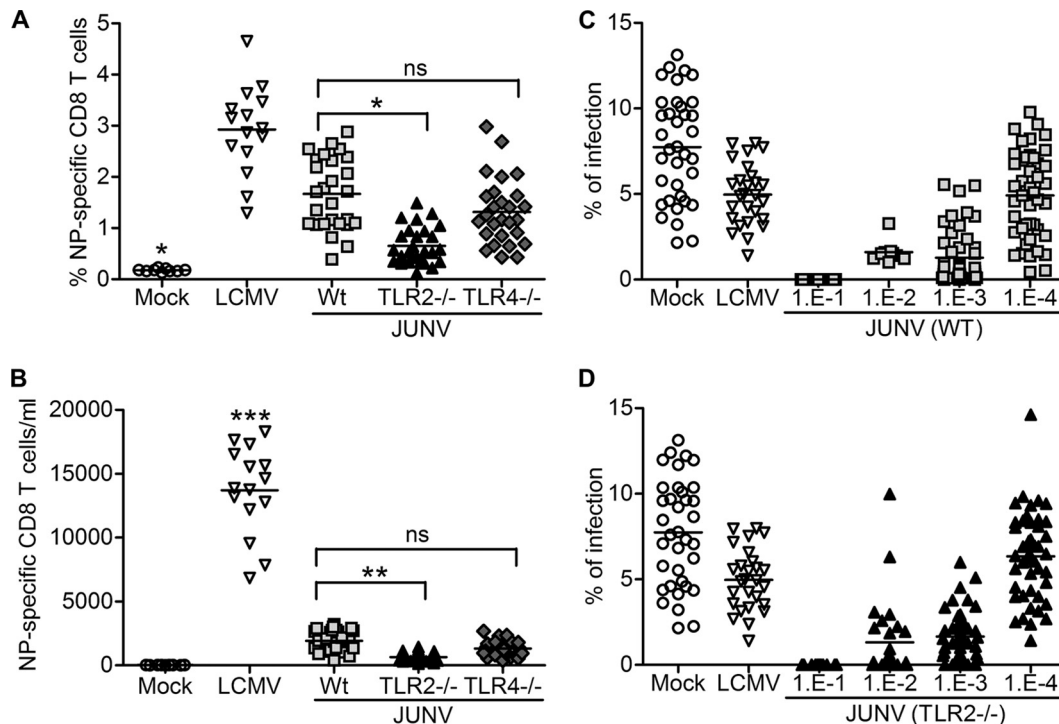 A
% NP-specific CD8 T cells
5
4
3
2
1
0
*
ns
*
Mock
LCMV
Wt
TLR2-/-
TLR4-/-
JUNV
B
NP-specific CD8 T cells/ml
20000
15000
10000
5000
0
***
ns
**
Mock
LCMV
Wt
TLR2-/-
TLR4-/-
JUNV
C
% of infection
15
10
5
0
Mock
LCMV
1.E-1
1.E-2
1.E-3
1.E-4
JUNV (WT)
D
% of infection
15
10
5
0
Mock
LCMV
1.E-1
1.E-2
1.E-3
1.E-4
JUNV (TLR2-/-)